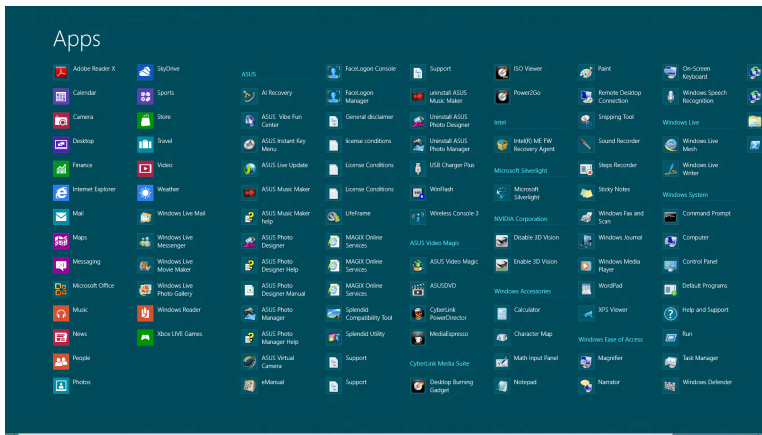 Apps
Adobe Reader X
Calendar
Camera
Desktop
Finance
Internet Explorer
Mail
Maps
Messaging
Microsoft Office
Music
News
People
Photos
SkyDrive
Sports
Store
Travel
Video
Weather
Windows Live Mail
Windows Live
Messenger
Windows Live
Movie Maker
Windows Live
Photo Gallery
Windows Reader
Xbox LIVE Games
ASUS
AI Recovery
ASUS Vibe Fun
Center
ASUS Instant Key
Menu
ASUS Live Update
ASUS Music Maker
ASUS Music Maker
help
ASUS Photo
Designer
ASUS Photo
Designer Help
ASUS Photo
Designer Manual
ASUS Photo
Manager
ASUS Photo
Manager Help
ASUS Virtual
Camera
eManual
FaceLogon Console
FaceLogon
Manager
General disclaimer
license conditions
License Conditions
License Conditions
LifeFrame
MAGIX Online
Services
MAGIX Online
Services
MAGIX Online
Services
Splendid
Compatibility Tool
Splendid Utility
Support
Support
Support
uninstall ASUS
Music Maker
Uninstall ASUS
Photo Designer
Uninstall ASUS
Photo Manager
USB Charger Plus
WinFlash
Wireless Console 3
ASUS Video Magic
ASUS Video Magic
ASUSDVD
CyberLink
PowerDirector
MediaEspresso
CyberLink Media Suite
Desktop Burning
Gadget
ISO Viewer
Power2Go
Intel
Intel(R) ME FW
Recovery Agent
Microsoft Silverlight
Microsoft
Silverlight
NVIDIA Corporation
Disable 3D Vision
Enable 3D Vision
Windows Accessories
Calculator
Character Map
Math Input Panel
Notepad
Paint
Remote Desktop
Connection
Snipping Tool
Sound Recorder
Steps Recorder
Sticky Notes
Windows Fax and
Scan
Windows Journal
Windows Media
Player
WordPad
XPS Viewer
Windows Ease of Access
Magnifier
Narrator
On-Screen
Keyboard
Windows Speech
Recognition
Windows Live
Windows Live
Mesh
Windows Live
Writer
Windows System
Command Prompt
Computer
Control Panel
Default Programs
Help and Support
Run
Task Manager
Windows Defender